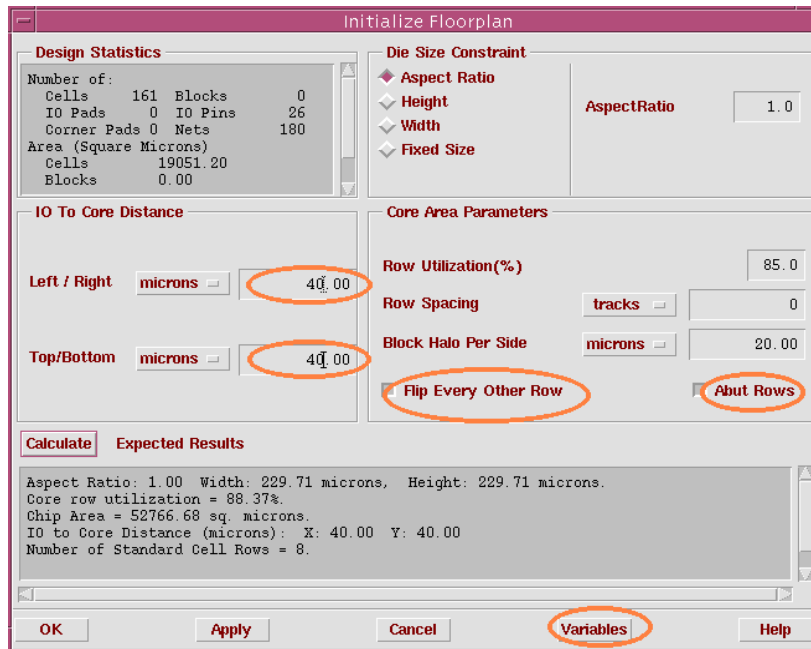 Initialize Floorplan
Design Statistics
Number of:
Cells 161 Blocks 0
IO Pads 0 IO Pins 26
Corner Pads 0 Nets 180
Area (Square Microns)
Cells 19051.20
Blocks 0.00
Die Size Constraint
Aspect Ratio
Height
Width
Fixed Size
AspectRatio 1.0
IO To Core Distance
Left / Right microns 40.00
Top/Bottom microns 40.00
Core Area Parameters
Row Utilization(%) 85.0
Row Spacing tracks 0
Block Halo Per Side microns 20.00
Flip Every Other Row Abut Rows
Calculate Expected Results
Aspect Ratio: 1.00 Width: 229.71 microns, Height: 229.71 microns.
Core row utilization = 88.37%.
Chip Area = 52766.68 sq. microns.
IO to Core Distance (microns): X: 40.00 Y: 40.00
Number of Standard Cell Rows = 8.
OK Apply Cancel Variables Help